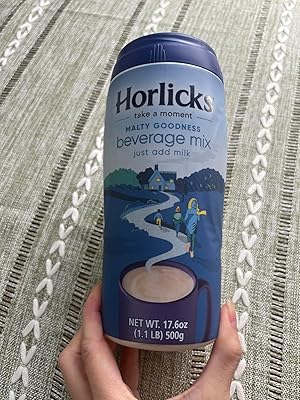 Horlicks
take a moment
MALTY GOODNESS
beverage mix
just add milk
NET WT. 17.6oz
(1.1 LB) 500g